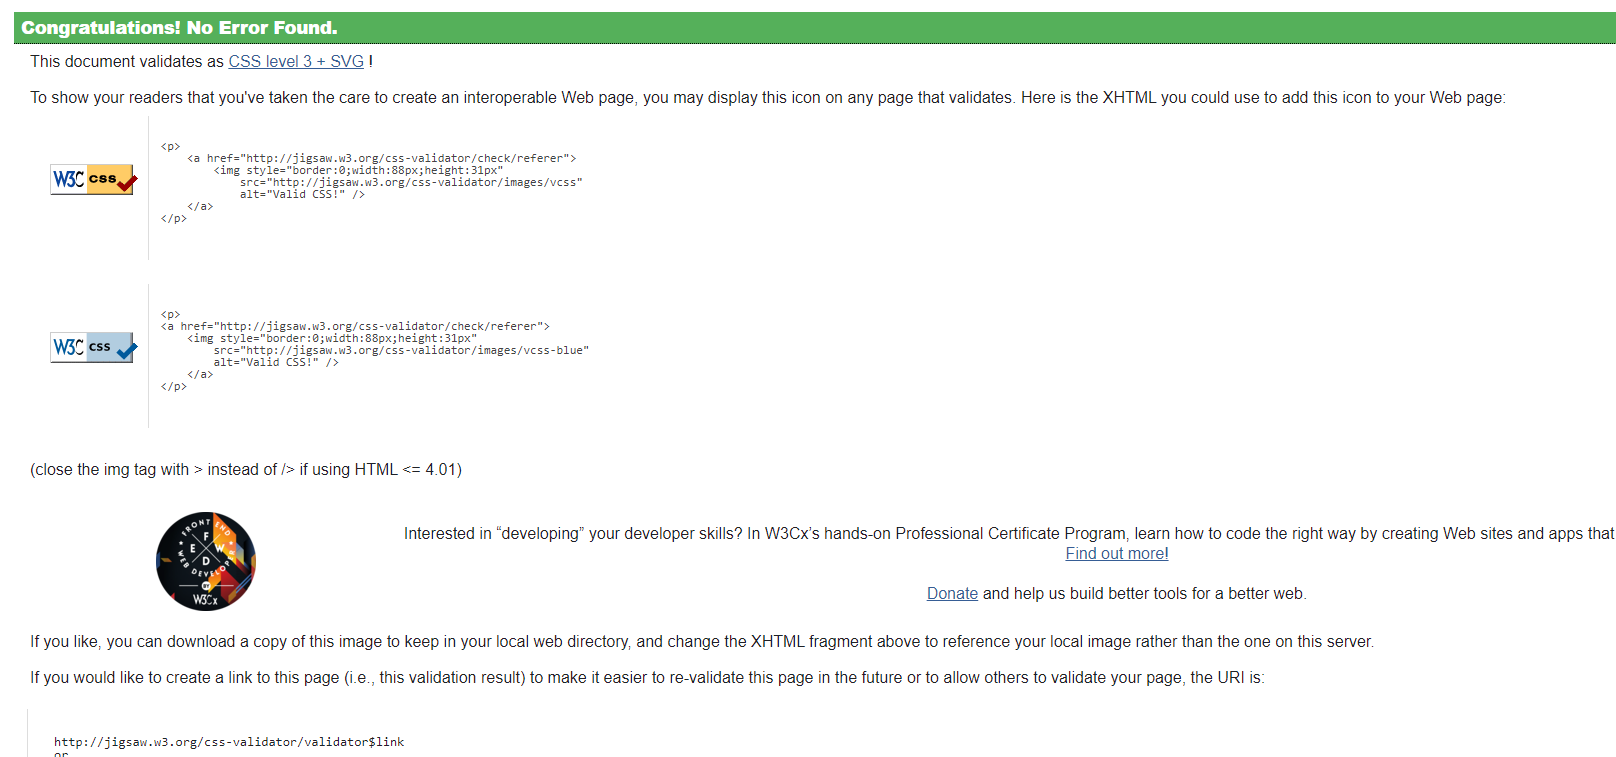 Congratulations! No Error Found.
This document validates as CSS level 3 + SVG !
To show your readers that you've taken the care to create an interoperable Web page, you may display this icon on any page that validates. Here is the XHTML you could use to add this icon to your Web page:
W3C css
<p>
    <a href="http://jigsaw.w3.org/css-validator/check/referer">
        <img style="border:0;width:88px;height:31px"
            src="http://jigsaw.w3.org/css-validator/images/vcss"
            alt="Valid CSS!" />
    </a>
</p>
W3C css
<p>
<a href="http://jigsaw.w3.org/css-validator/check/referer">
    <img style="border:0;width:88px;height:31px"
        src="http://jigsaw.w3.org/css-validator/images/vcss-blue"
        alt="Valid CSS!" />
    </a>
</p>
(close the img tag with > instead of /> if using HTML <= 4.01)
FRONT END
F
E W
D
WEB DEVELOPER
BY
W3Cx
Interested in “developing” your developer skills? In W3Cx’s hands-on Professional Certificate Program, learn how to code the right way by creating Web sites and apps that
Find out more!
Donate and help us build better tools for a better web.
If you like, you can download a copy of this image to keep in your local web directory, and change the XHTML fragment above to reference your local image rather than the one on this server.
If you would like to create a link to this page (i.e., this validation result) to make it easier to re-validate this page in the future or to allow others to validate your page, the URI is:
http://jigsaw.w3.org/css-validator/validator$link
or